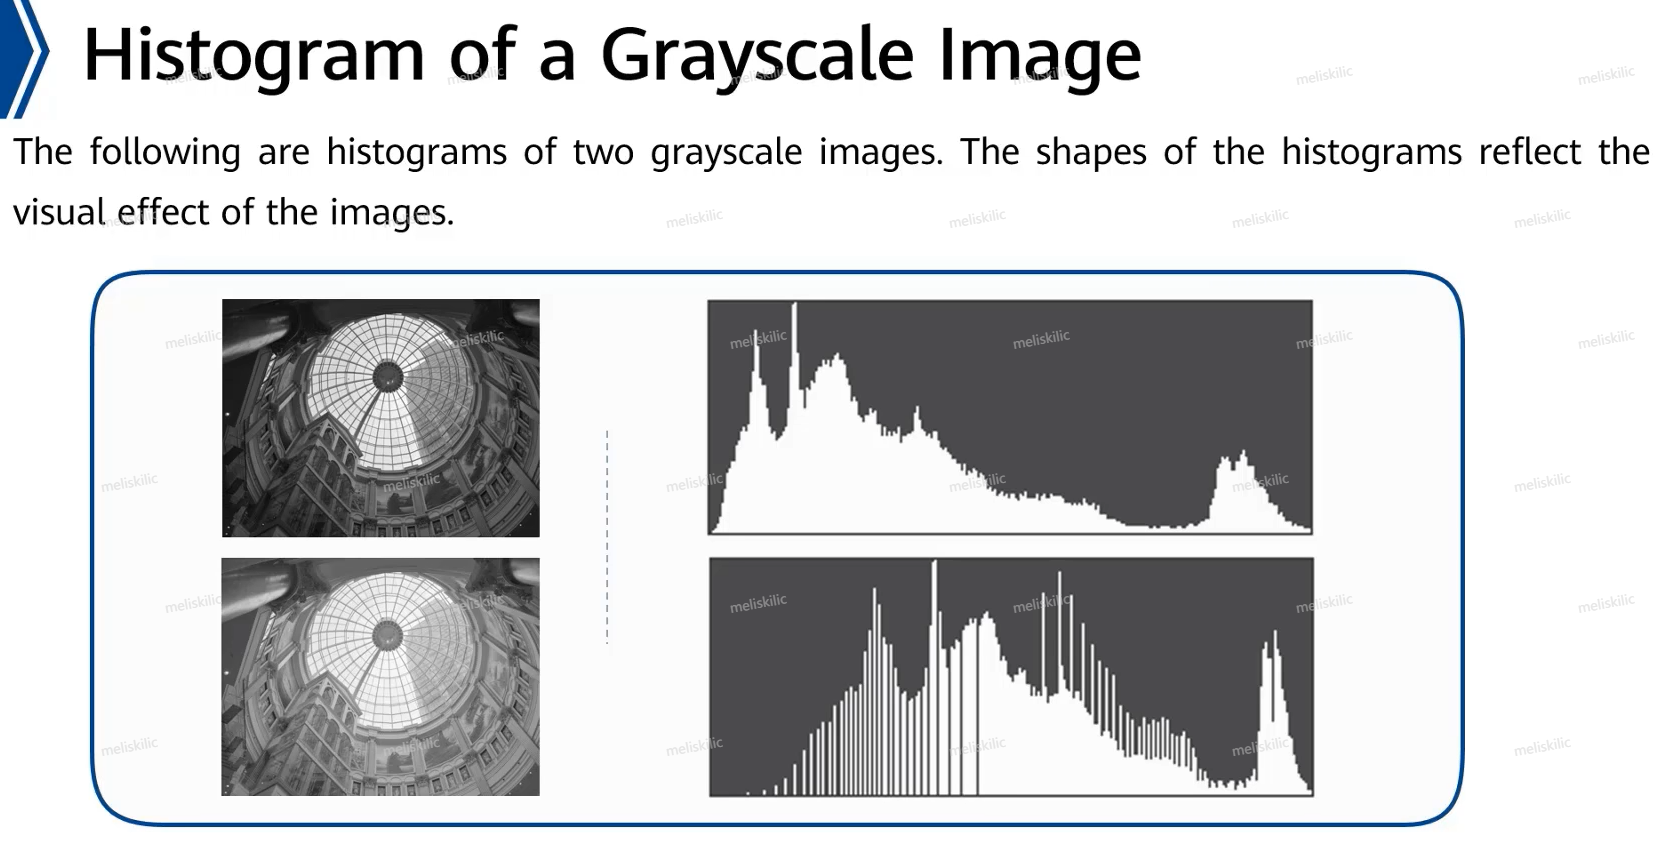 Histogram of a Grayscale Image
The following are histograms of two grayscale images. The shapes of the histograms reflect the
visual effect of the images.
meliskilic